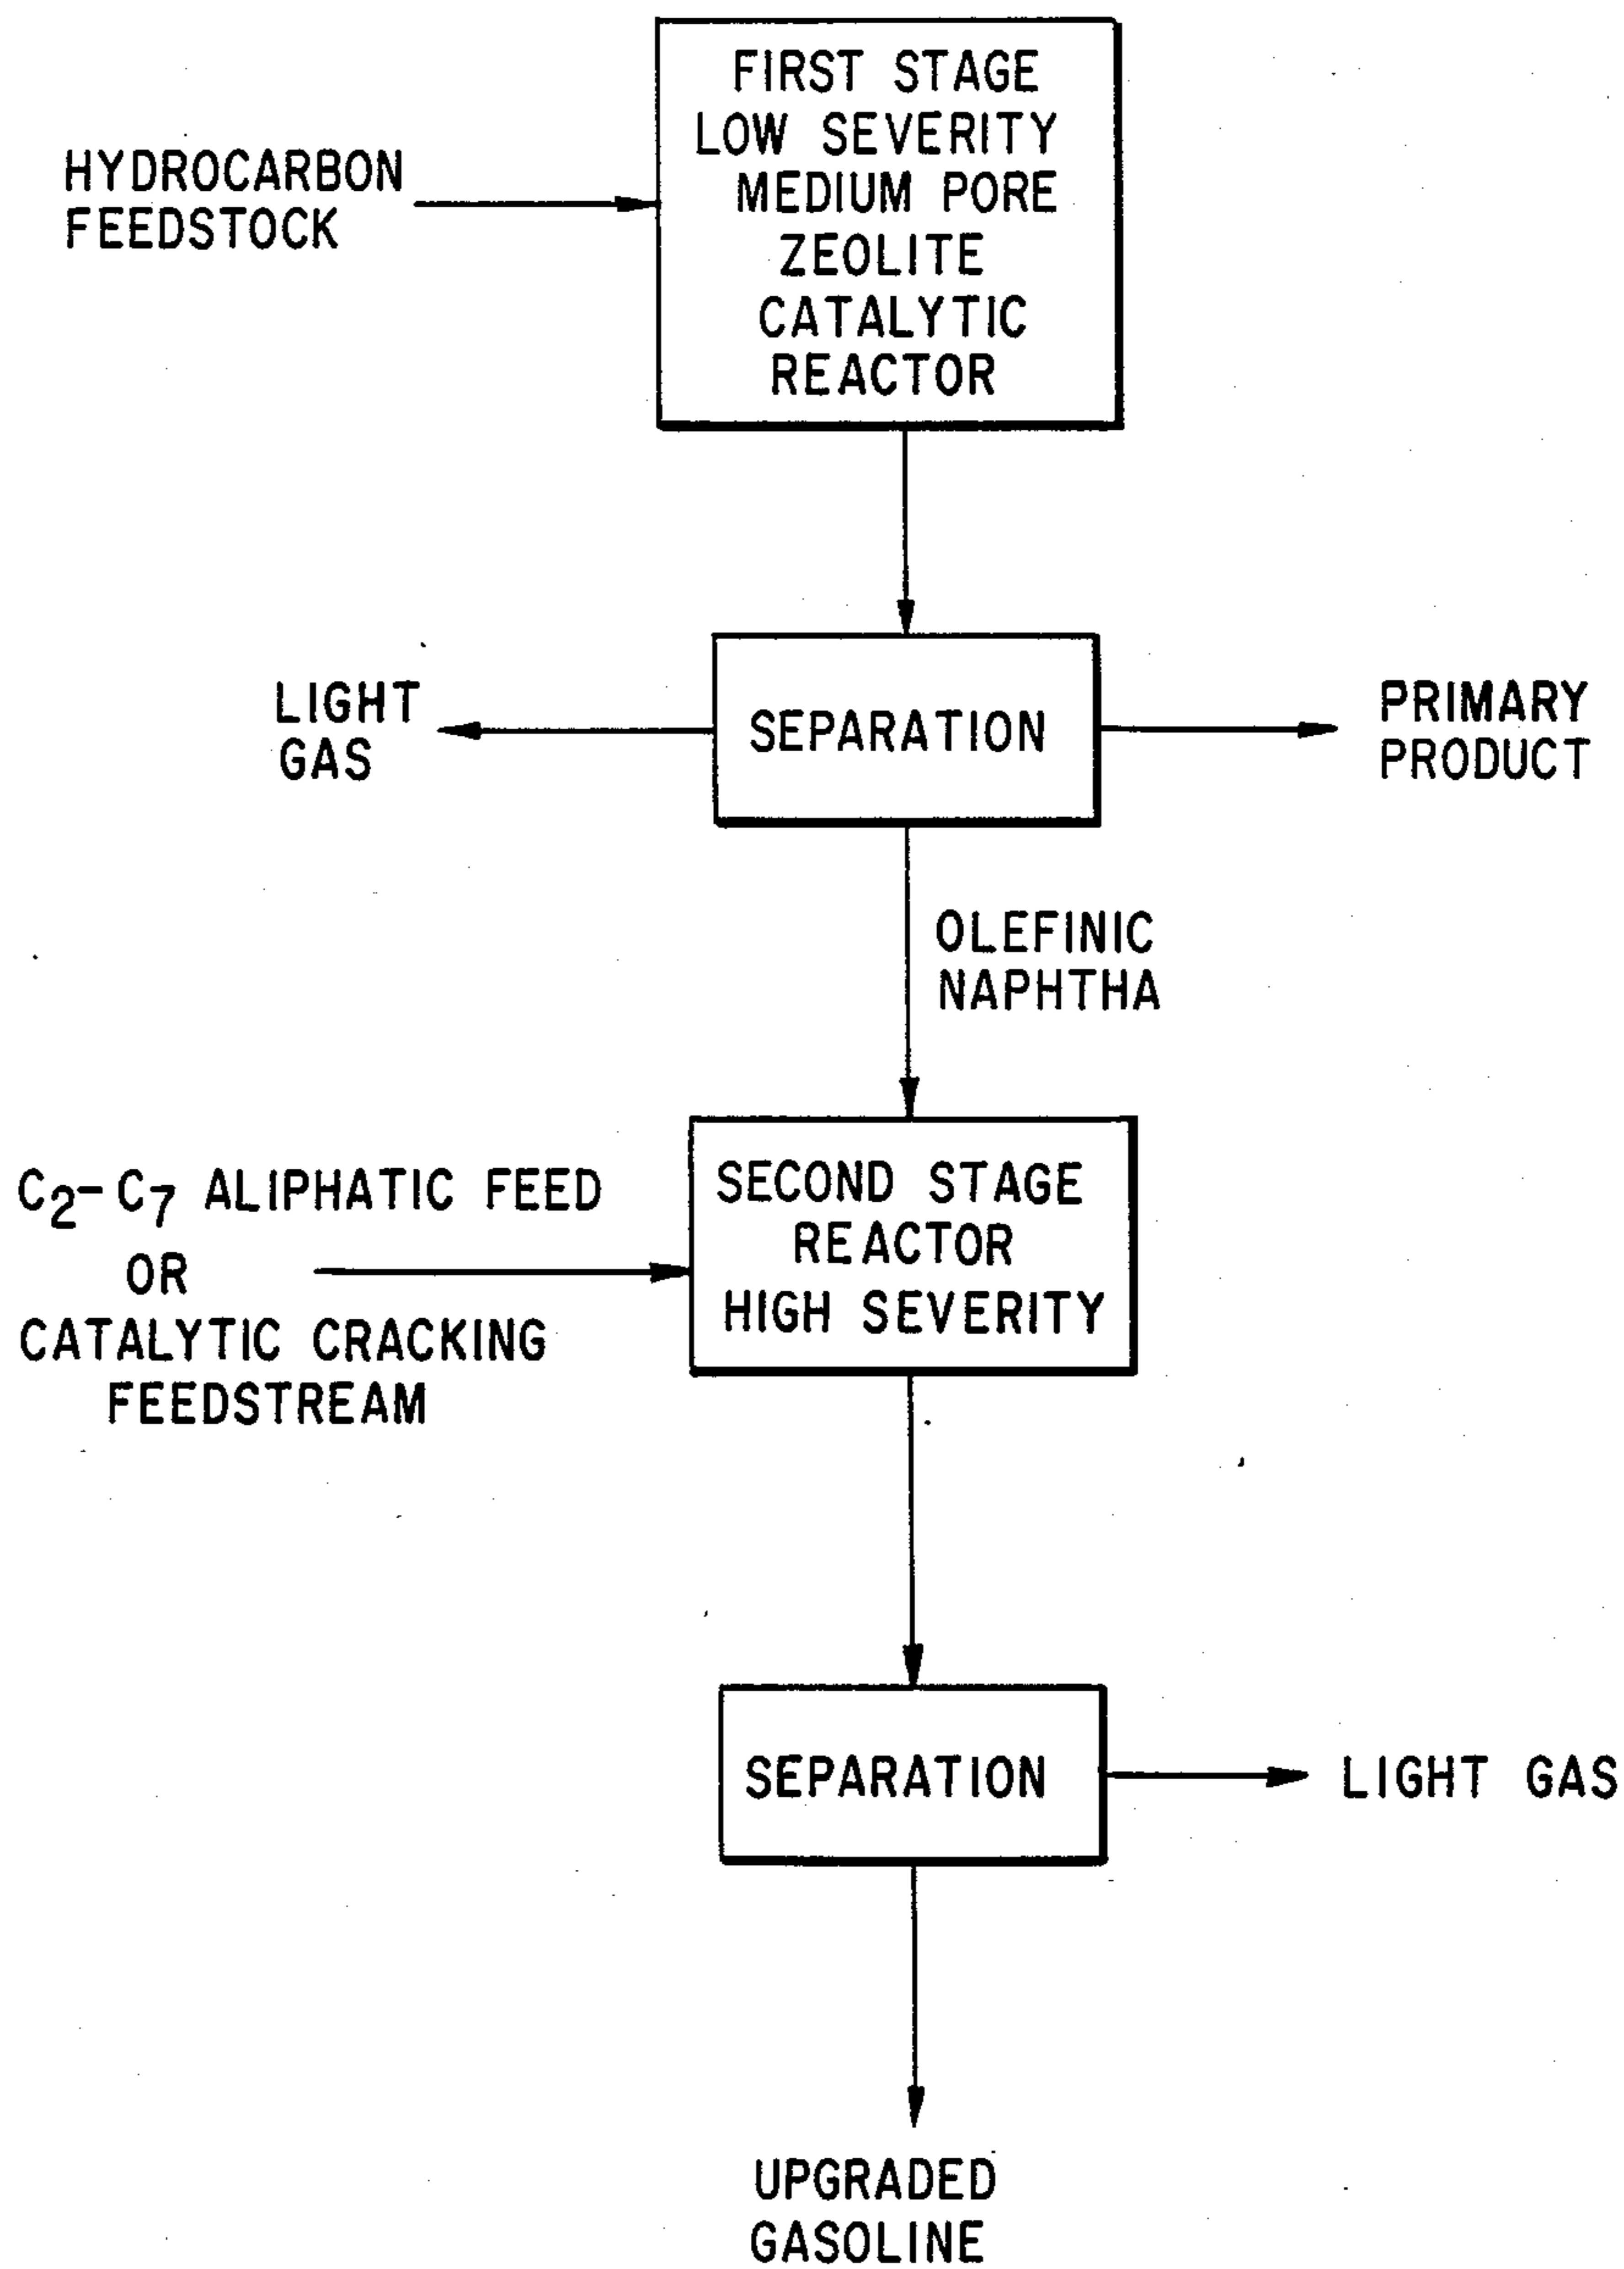 FIRST STAGE
LOW SEVERITY
MEDIUM PORE
ZEOLITE
CATALYTIC
REACTOR
HYDROCARBON
FEEDSTOCK
LIGHT
GAS
SEPARATION
PRIMARY
PRODUCT
OLEFINIC
NAPHTHA
C₂–C₇ ALIPHATIC FEED
OR
CATALYTIC CRACKING
FEEDSTREAM
SECOND STAGE
REACTOR
HIGH SEVERITY
SEPARATION
LIGHT GAS
UPGRADED
GASOLINE